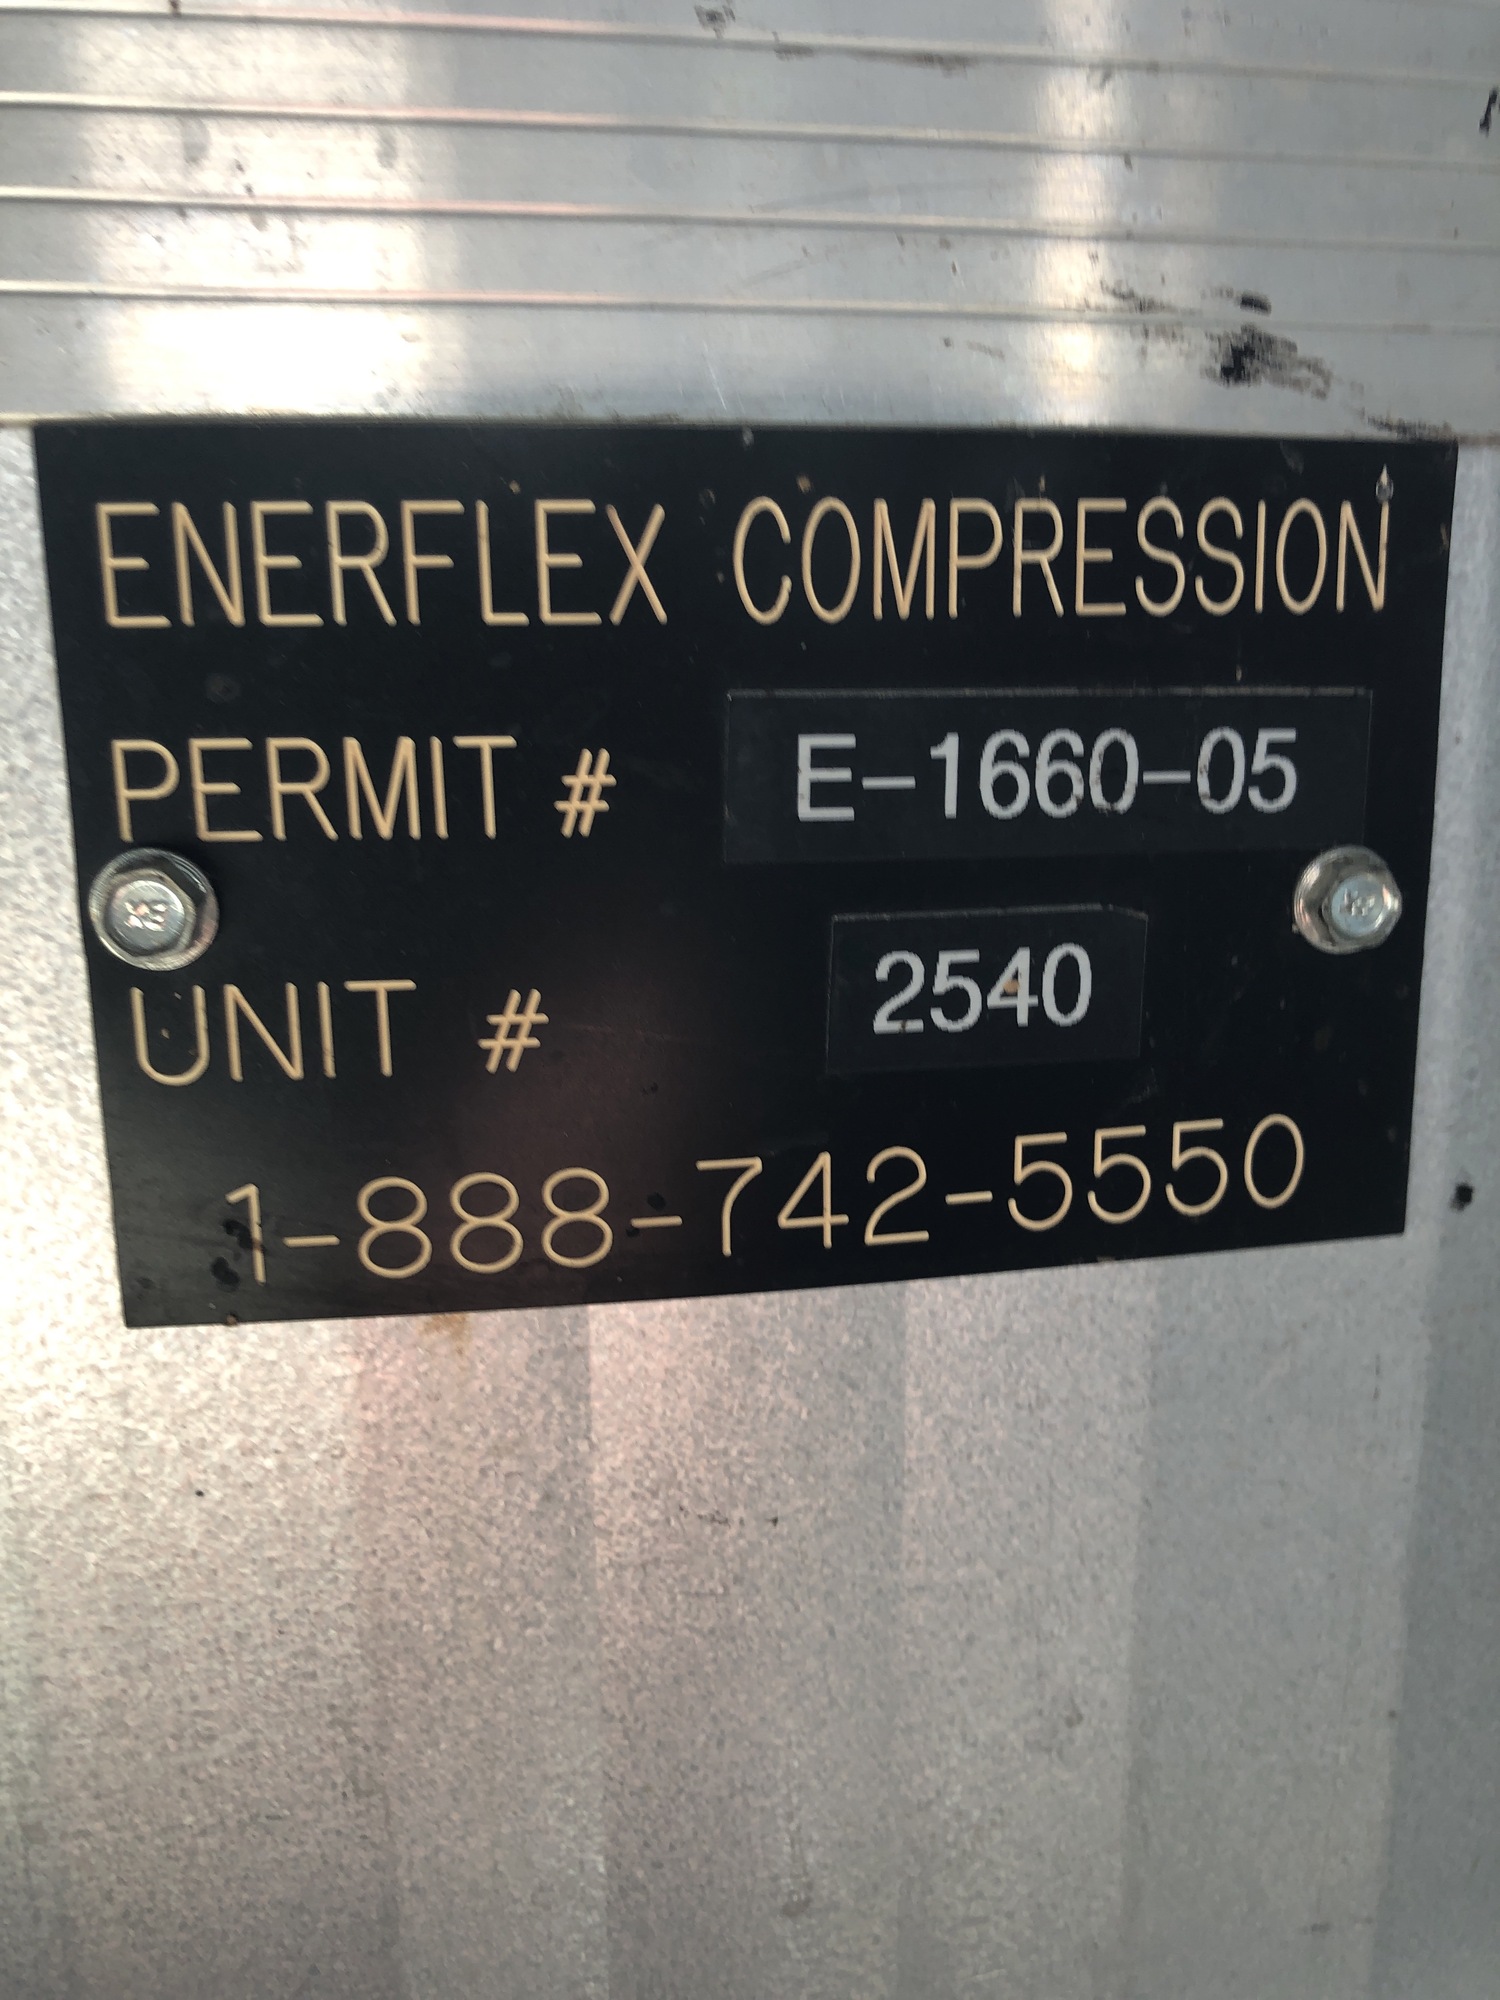 ENERFLEX COMPRESSION
PERMIT # E-1660-05
UNIT # 2540
1-888-742-5550